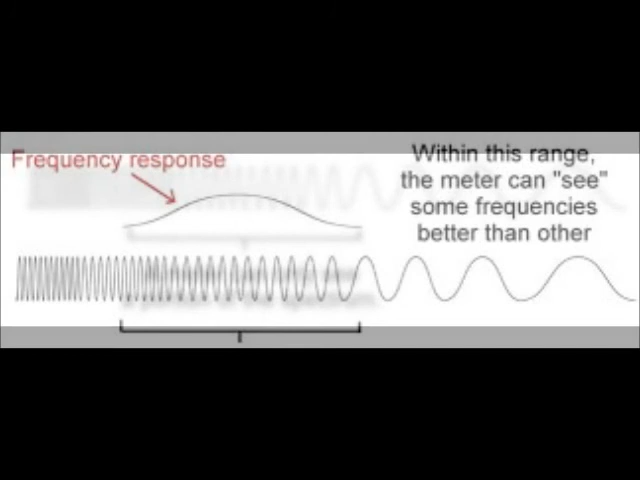 Frequency response
Within this range,
the meter can "see"
some frequencies
better than other